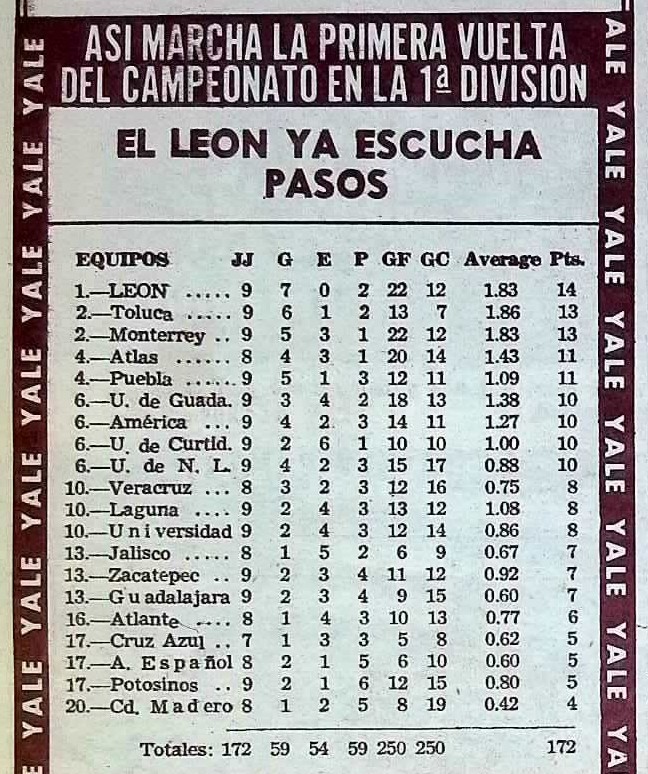 ASI MARCHA LA PRIMERA VUELTA
DEL CAMPEONATO EN LA 1ª DIVISION
EL LEON YA ESCUCHA
PASOS
EQUIPOS JJ G E P GF GC Average Pts.
1.—LEON ..... 9 7 0 2 22 12 1.83 14
2.—Toluca ..... 9 6 1 2 13 7 1.86 13
2.—Monterrey .. 9 5 3 1 22 12 1.83 13
4.—Atlas ...... 8 4 3 1 20 14 1.43 11
4.—Puebla ...... 9 5 1 3 12 11 1.09 11
6.—U. de Guada. 9 3 4 2 18 13 1.38 10
6.—América ... 9 4 2 3 14 11 1.27 10
6.—U. de Curtid. 9 2 6 1 10 10 1.00 10
6.—U. de N. L. 9 4 2 3 15 17 0.88 10
10.—Veracruz ... 8 3 2 3 12 16 0.75 8
10.—Laguna .... 9 2 4 3 13 12 1.08 8
10.—Universidad 9 2 4 3 12 14 0.86 8
13.—Jalisco ..... 8 1 5 2 6 9 0.67 7
13.—Zacatepec .. 9 2 3 4 11 12 0.92 7
13.—Guadalajara 9 2 3 4 9 15 0.60 7
16.—Atlante .... 8 1 4 3 10 13 0.77 6
17.—Cruz Azul .. 7 1 3 3 5 8 0.62 5
17.—A. Español 8 2 1 5 6 10 0.60 5
17.—Potosinos .. 9 2 1 6 12 15 0.80 5
20.—Cd. Madero 8 1 2 5 8 19 0.42 4
Totales: 172 59 54 59 250 250 172
E YALE YALE YALE YALE YALE YALE YALE
ALE YALE YALE YALE YALE YALE YALE YA